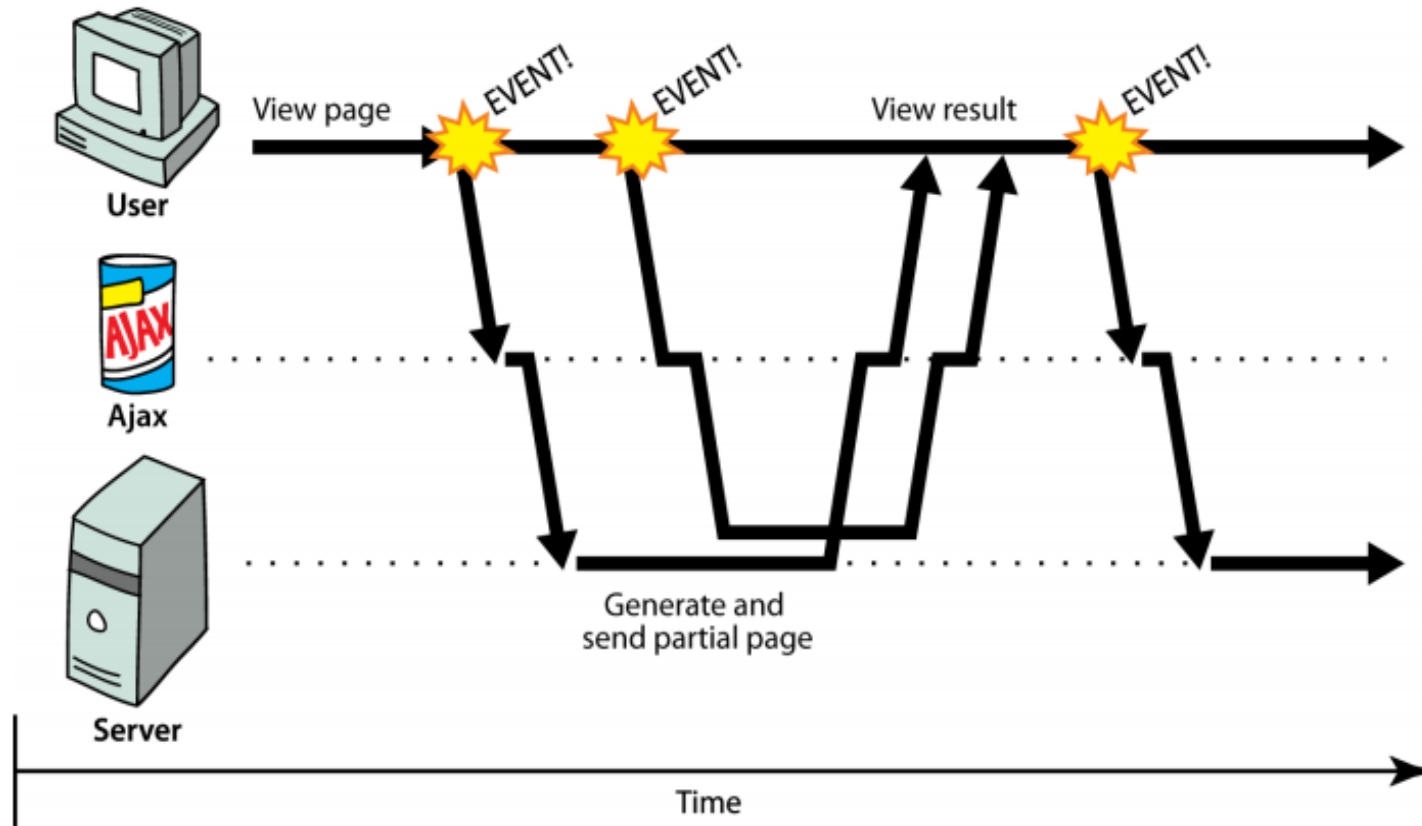 EVENT!
EVENT!
EVENT!
View page
View result
User
AJAX
Ajax
Generate and
send partial page
Server
Time